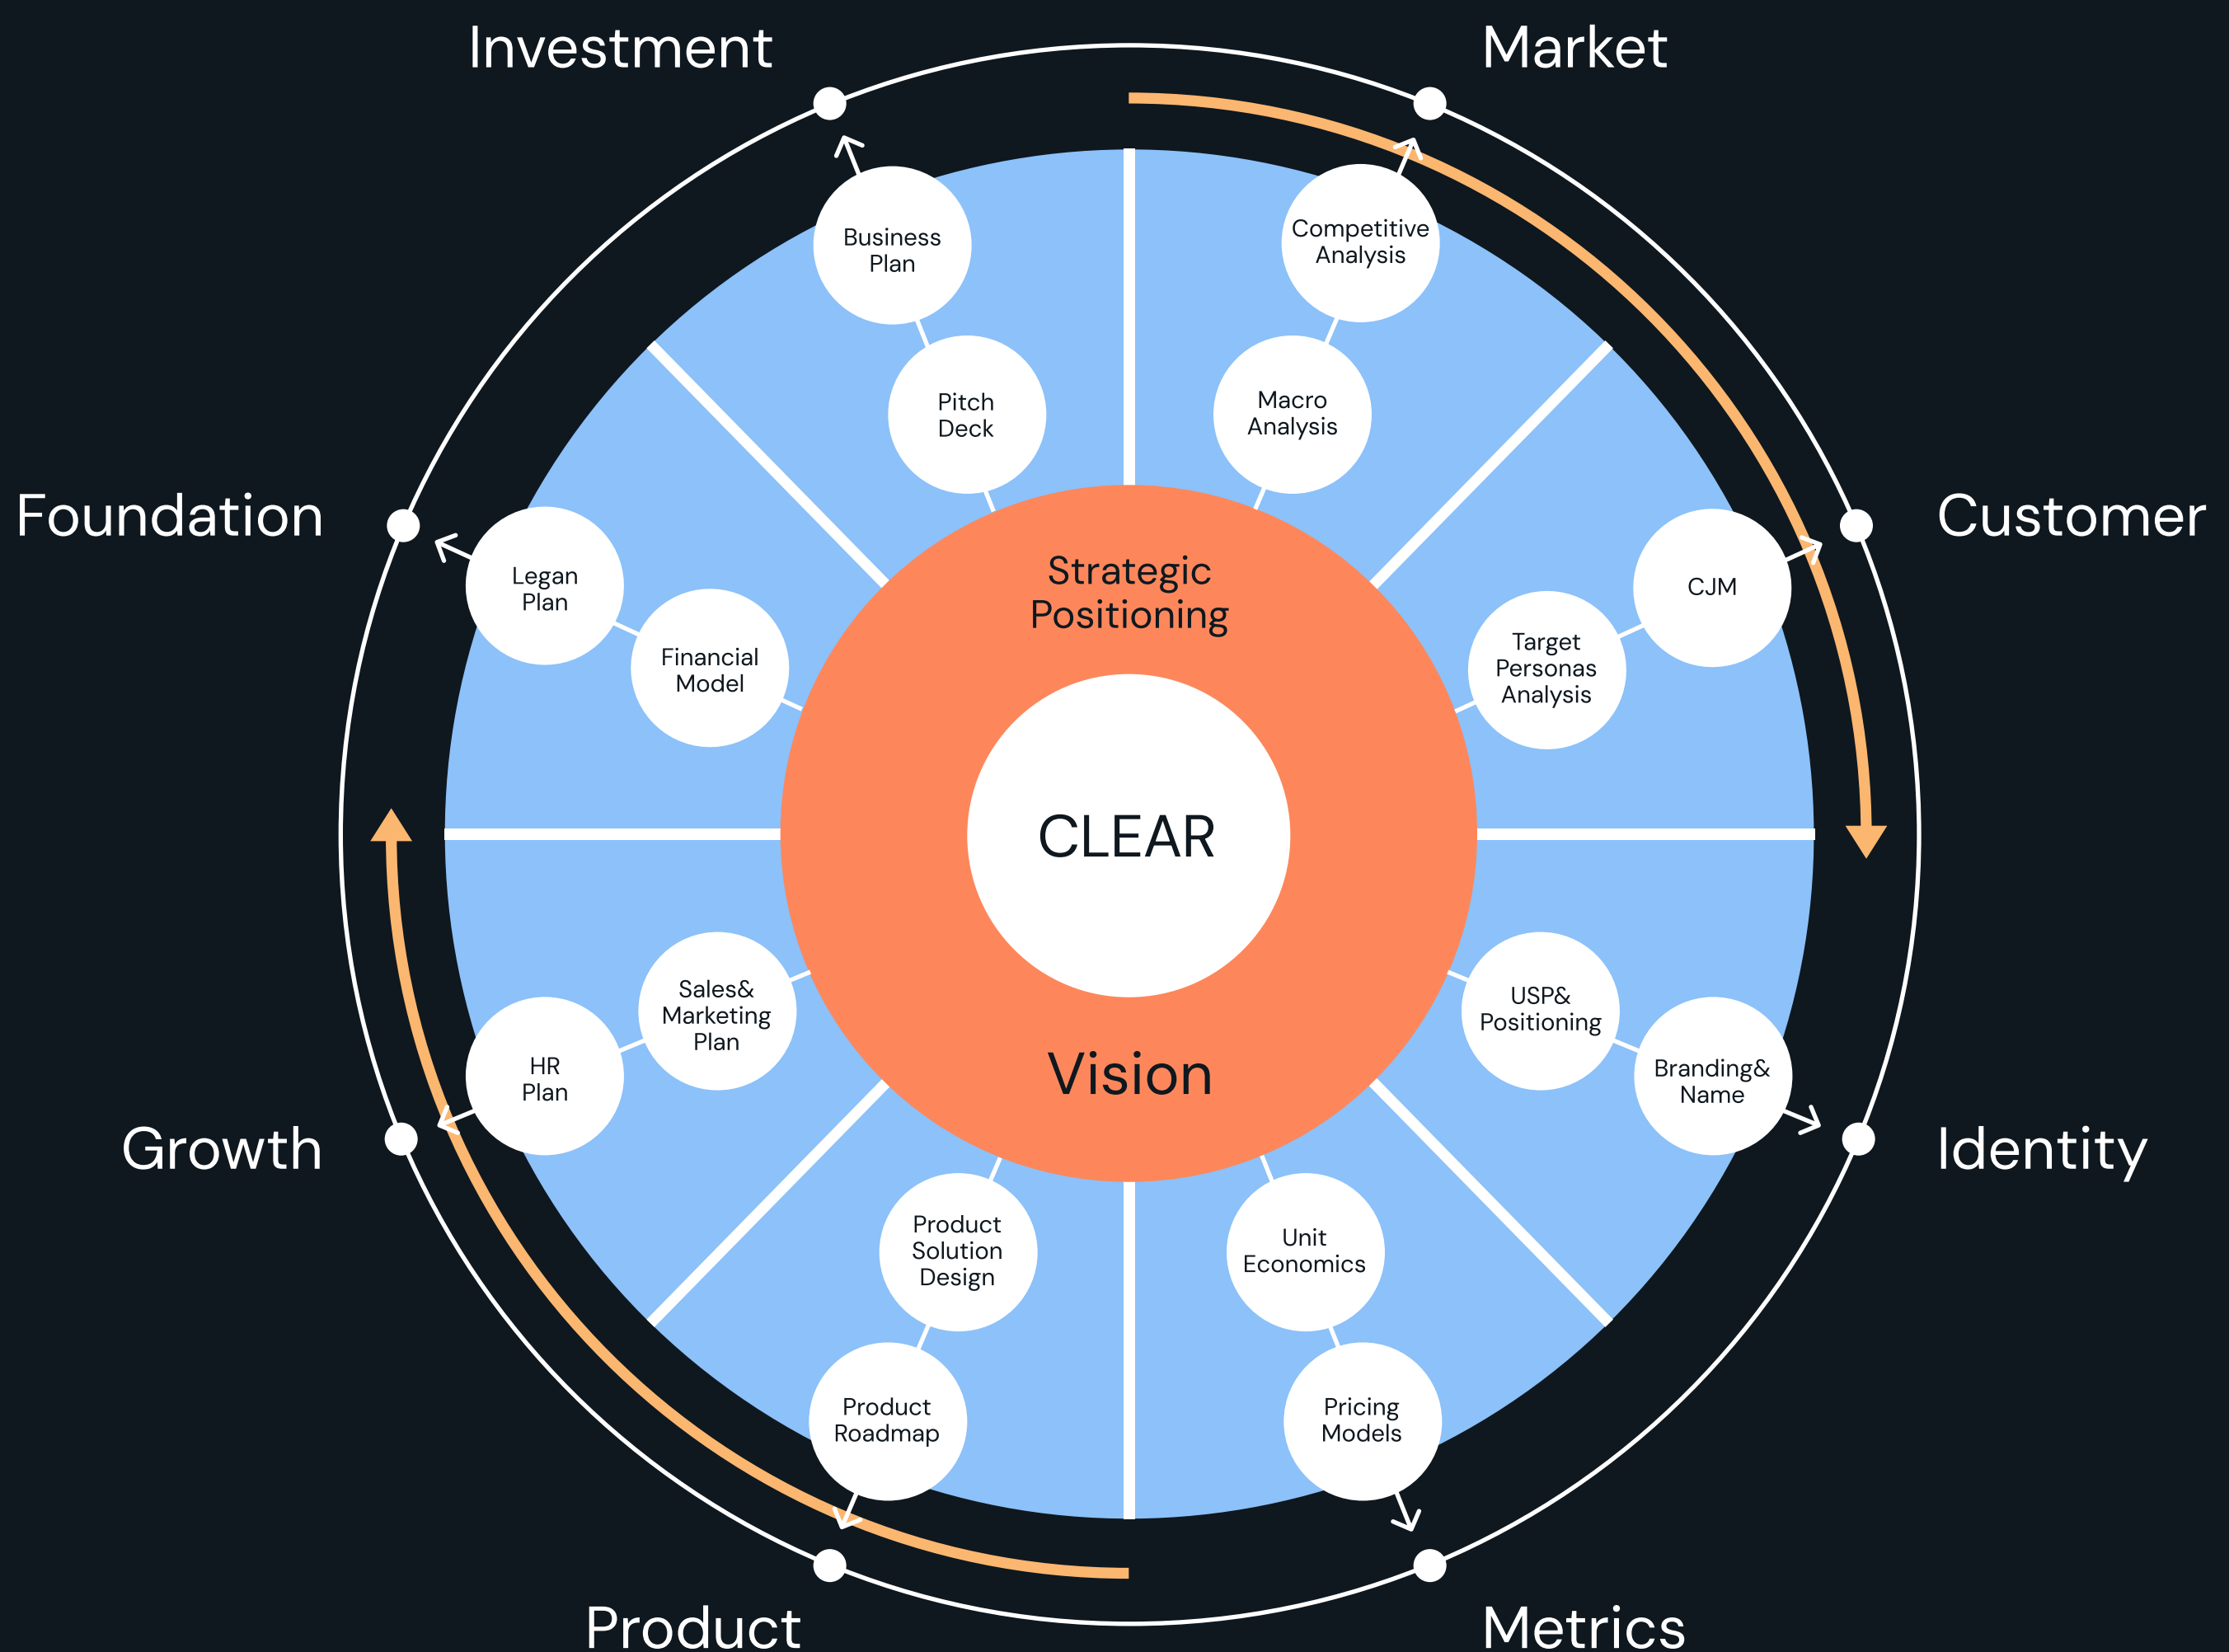 Investment
Market
Business
Plan
Competitive
Analysis
Pitch
Deck
Macro
Analysis
Foundation
Customer
Legan
Plan
Financial
Model
Strategic
Positioning
Target
Personas
Analysis
CJM
CLEAR
Sales&
Marketing
Plan
HR
Plan
Vision
USP&
Positioning
Branding&
Name
Growth
Identity
Product
Solution
Design
Unit
Economics
Product
Roadmap
Pricing
Models
Product
Metrics